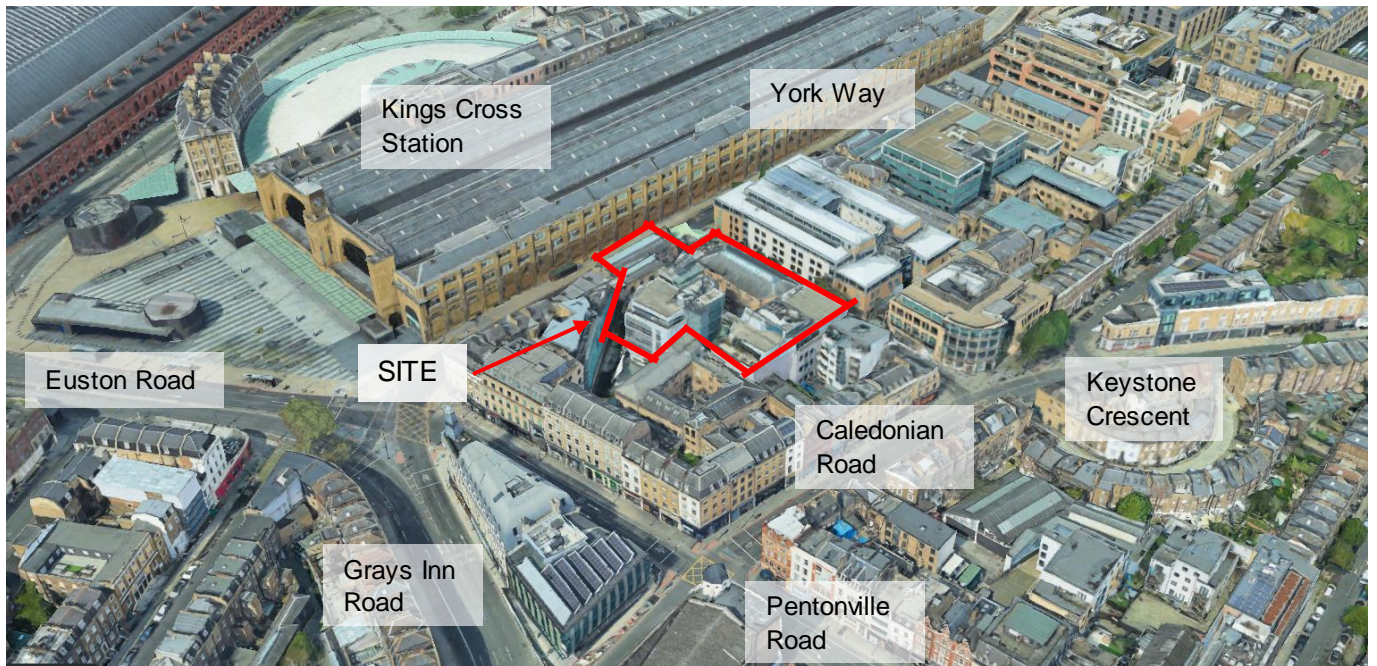 Kings Cross
Station
York Way
SITE
Euston Road
Keystone
Crescent
Caledonian
Road
Grays Inn
Road
Pentonville
Road